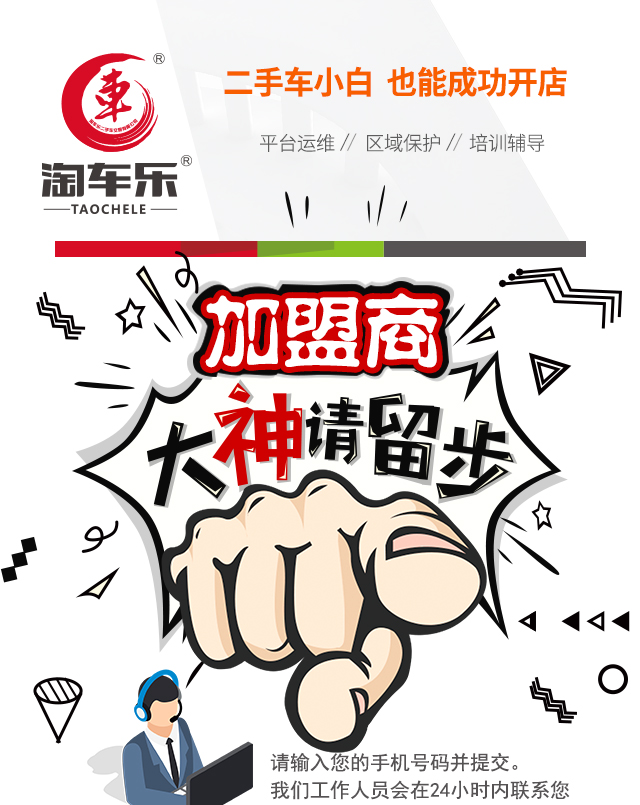 車
®
淘车乐®
TAOCHELE
二手车小白 也能成功开店
平台运维 // 区域保护 // 培训辅导
加盟商
大神请留步
请输入您的手机号码并提交。
我们工作人员会在24小时内联系您